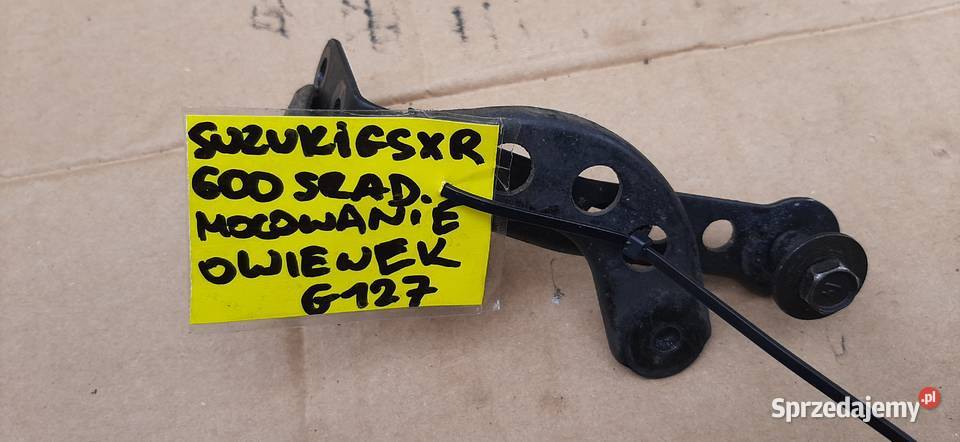 SUZUKI GSXR
600 SRAD.
MOCOWANIE
OWIEWEK
G127
Sprzedajemy.pl